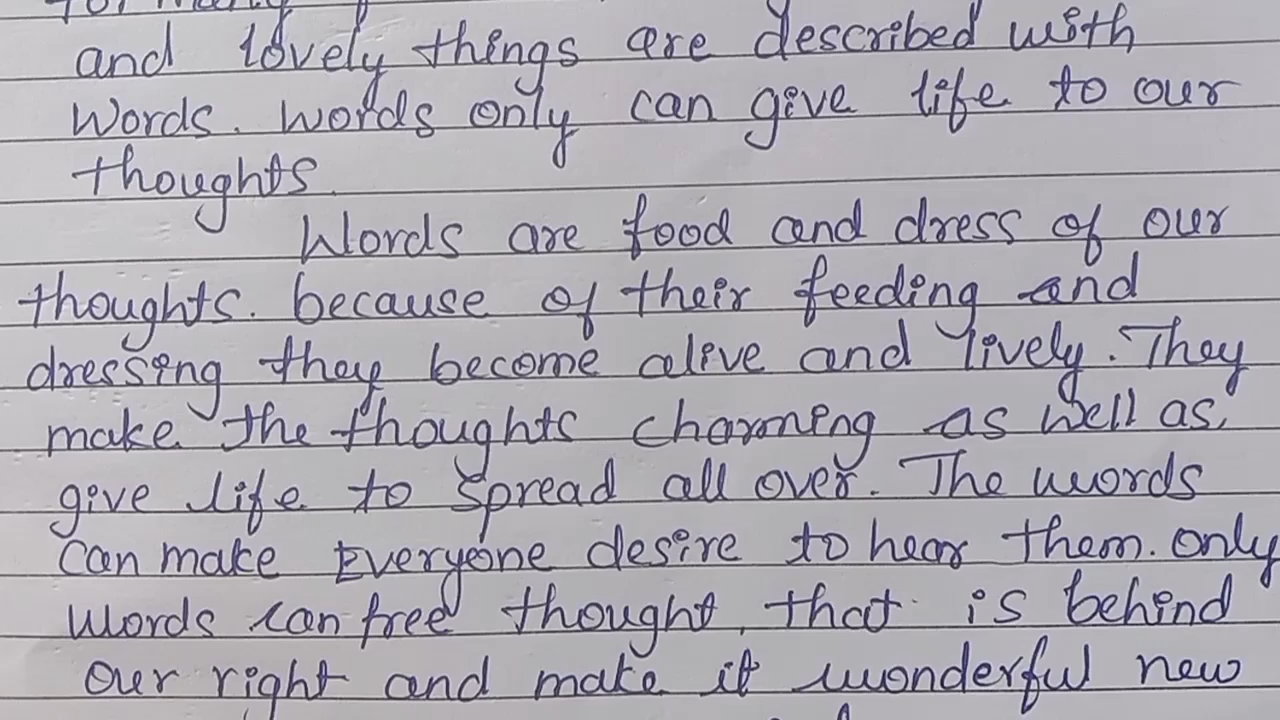 and lovely things are described with
Words. words only can give life to our
thoughts.
Words are food and dress of our
thoughts. because of their feeding and
dressing they become alive and lively. They
make the thoughts charming as well as,
give life to spread all over. The words
can make Everyone desire to hear them. only
words can free thought, that is behind
our right and make it wonderful new